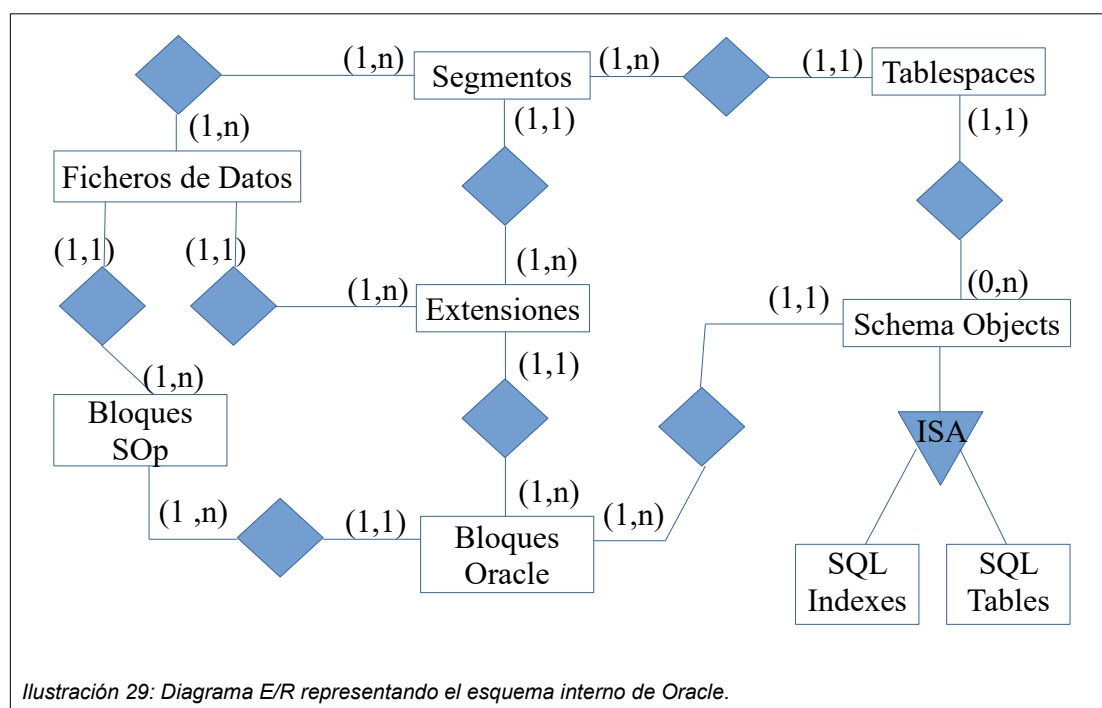 (1,n)
Segmentos
(1,n)
(1,1)
Tablespaces
(1,n)
(1,1)
(1,1)
Ficheros de Datos
(1,1)
(1,1)
(1,n)
(1,n)
Extensiones
(1,1)
(0,n)
Schema Objects
(1,n)
(1,1)
Bloques
SOp
ISA
(1 ,n)
(1,1)
(1,n)
(1,n)
Bloques
Oracle
SQL
Indexes
SQL
Tables
Ilustración 29: Diagrama E/R representando el esquema interno de Oracle.